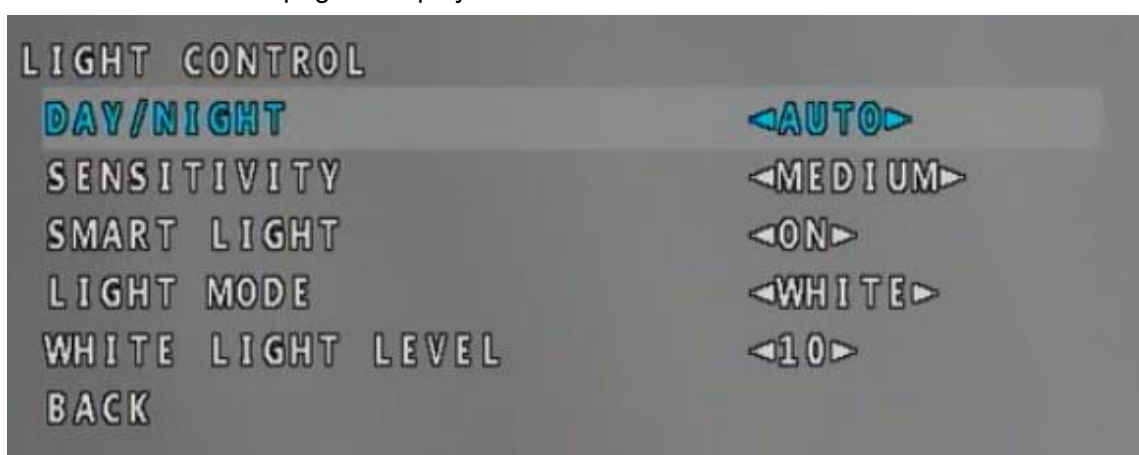 LIGHT CONTROL
DAY/NIGHT ◄AUTO►
SENSITIVITY ◄MEDIUM►
SMART LIGHT ◄ON►
LIGHT MODE ◄WHITE►
WHITE LIGHT LEVEL ◄10►
BACK